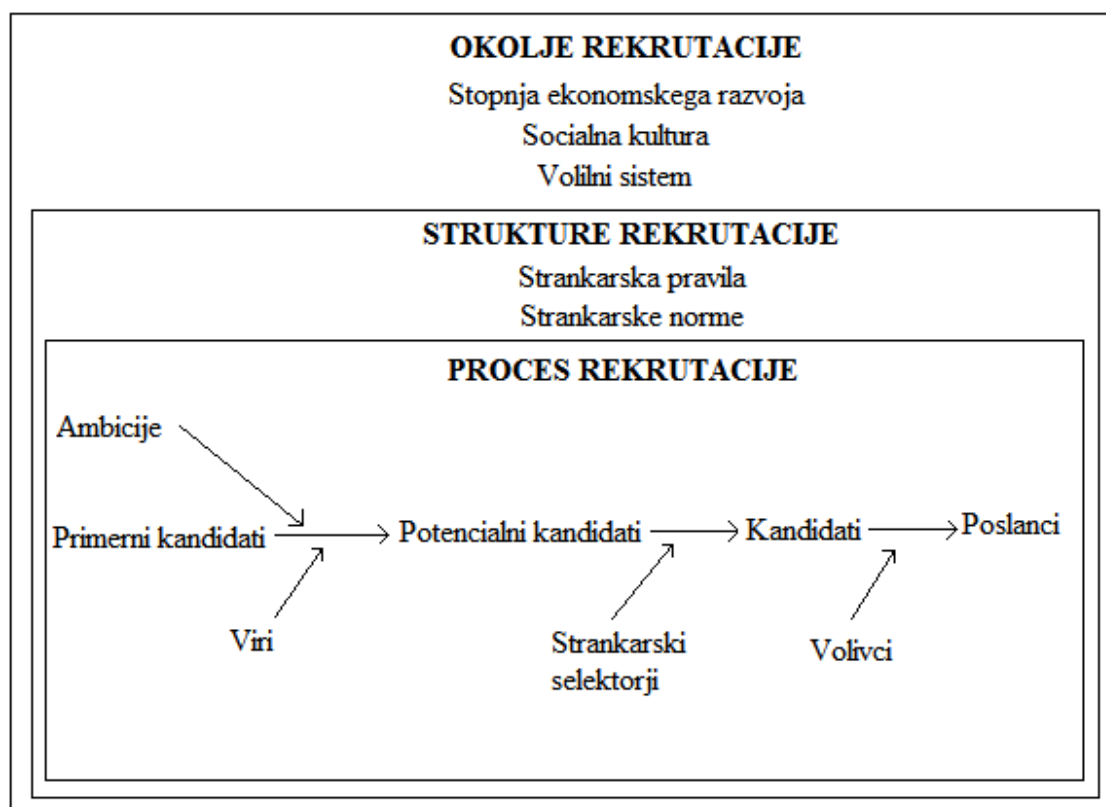 OKOLJE REKRUTACIJE
Stopnja ekonomskega razvoja
Socialna kultura
Volilni sistem
STRUKTURE REKRUTACIJE
Strankarska pravila
Strankarske norme
PROCES REKRUTACIJE
Ambicije
Primerni kandidati
Potencialni kandidati
Kandidati
Poslanci
Viri
Strankarski
selektorji
Volivci